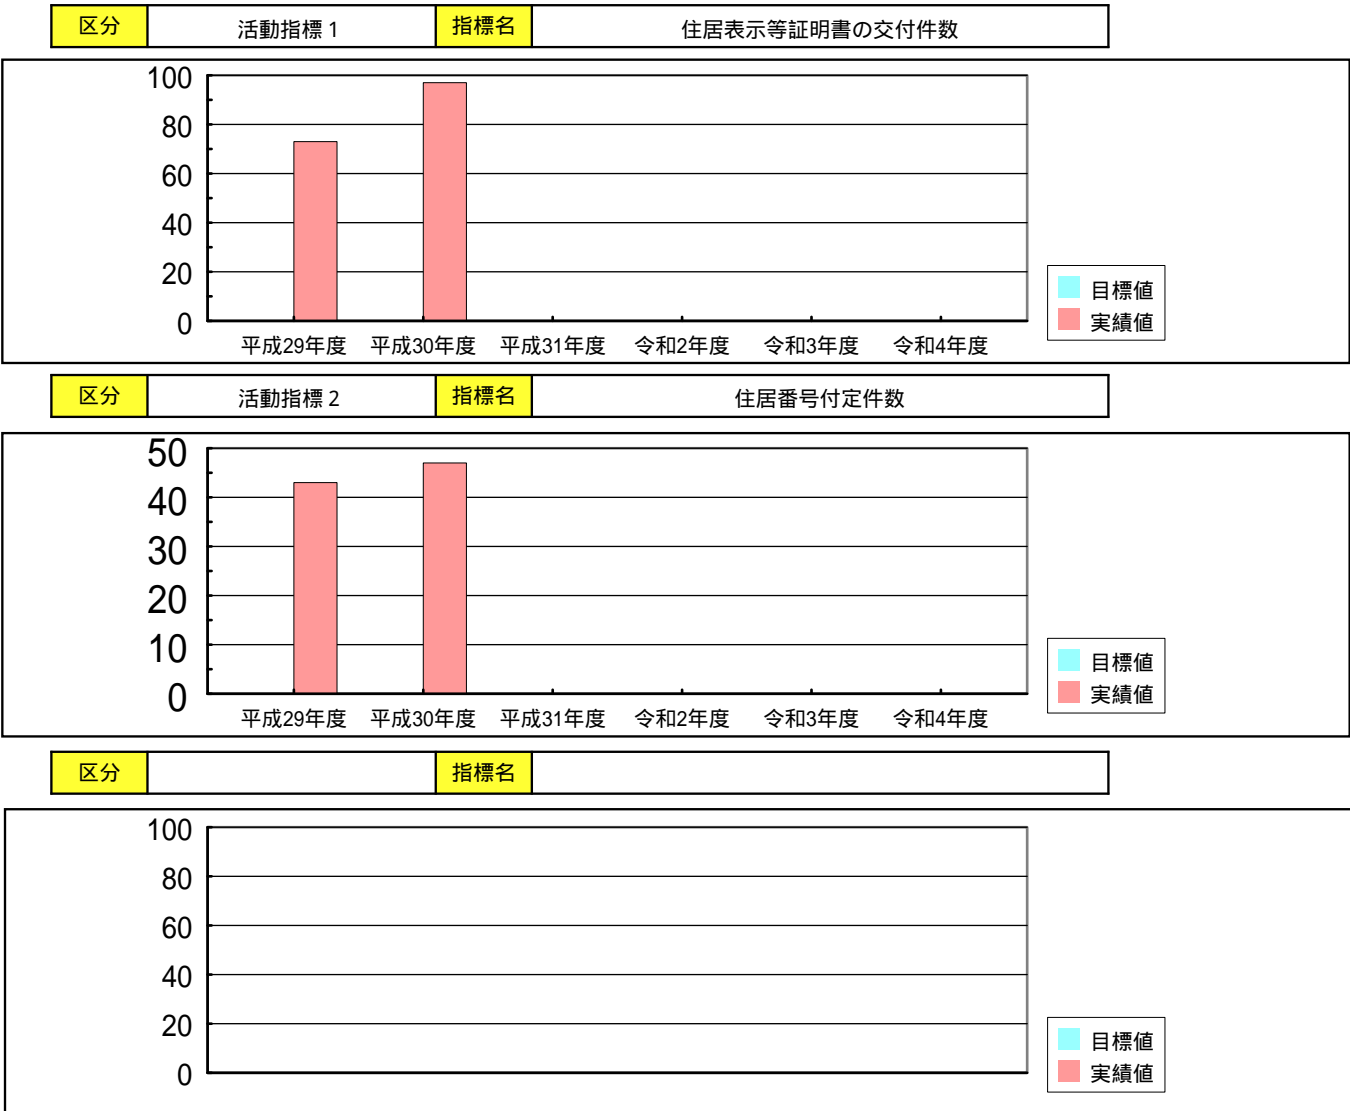 区分 活動指標１ 指標名 住居表示等証明書の交付件数
100
80
60
40
20
0
平成29年度 平成30年度 平成31年度 令和2年度 令和3年度 令和4年度
目標値
実績値
区分 活動指標２ 指標名 住居番号付定件数
50
40
30
20
10
0
平成29年度 平成30年度 平成31年度 令和2年度 令和3年度 令和4年度
目標値
実績値
区分 指標名
100
80
60
40
20
0
目標値
実績値